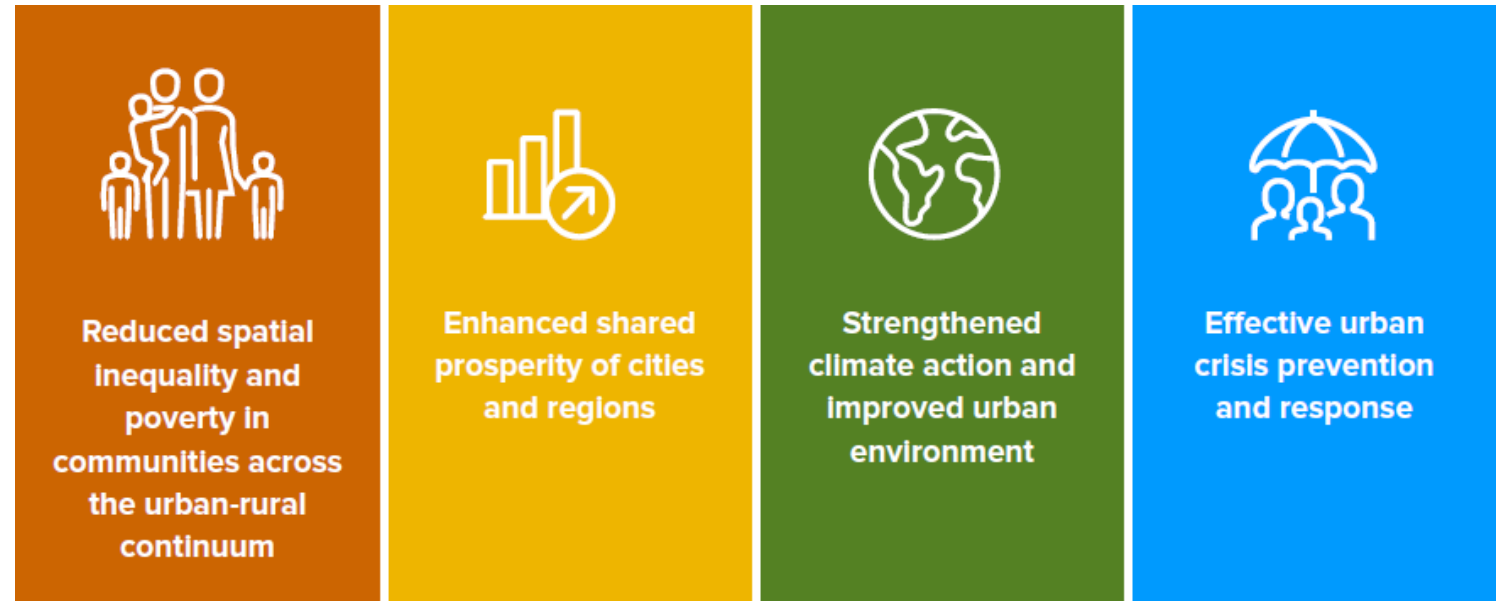 Reduced spatial
inequality and
poverty in
communities across
the urban-rural
continuum
Enhanced shared
prosperity of cities
and regions
Strengthened
climate action and
improved urban
environment
Effective urban
crisis prevention
and response